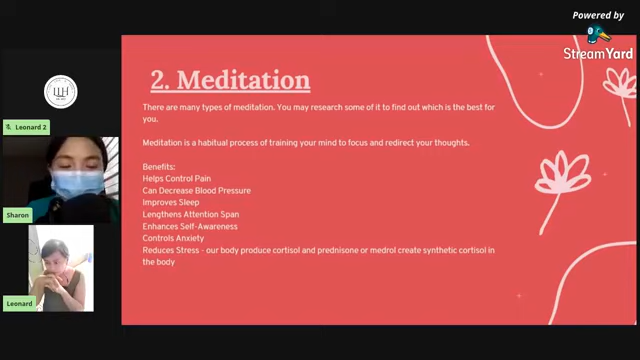 Powered by
StreamYard
2. Meditation
There are many types of meditation. You may research some of it to find out which is the best for
you.
Meditation is a habitual process of training your mind to focus and redirect your thoughts.
Benefits:
Helps Control Pain
Can Decrease Blood Pressure
Improves Sleep
Lengthens Attention Span
Enhances Self-Awareness
Controls Anxiety
Reduces Stress - our body produce cortisol and prednisone or medrol create synthetic cortisol in
the body
Leonard 2
Sharon
Leonard